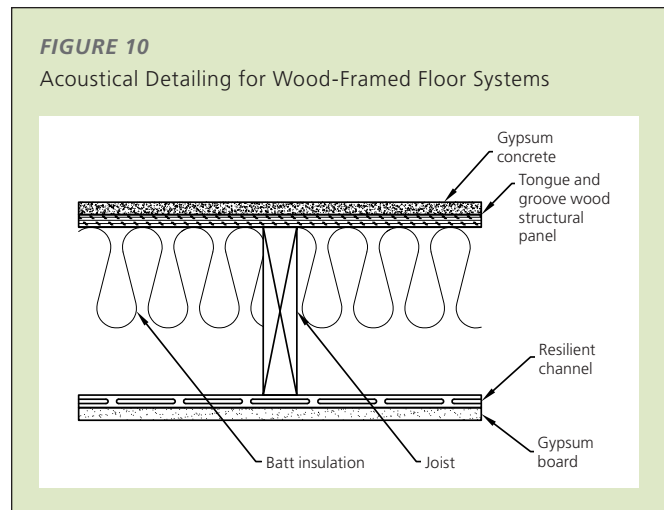 FIGURE 10
Acoustical Detailing for Wood-Framed Floor Systems
Gypsum
concrete
Tongue and
groove wood
structural
panel
Resilient
channel
Gypsum
board
Batt insulation
Joist